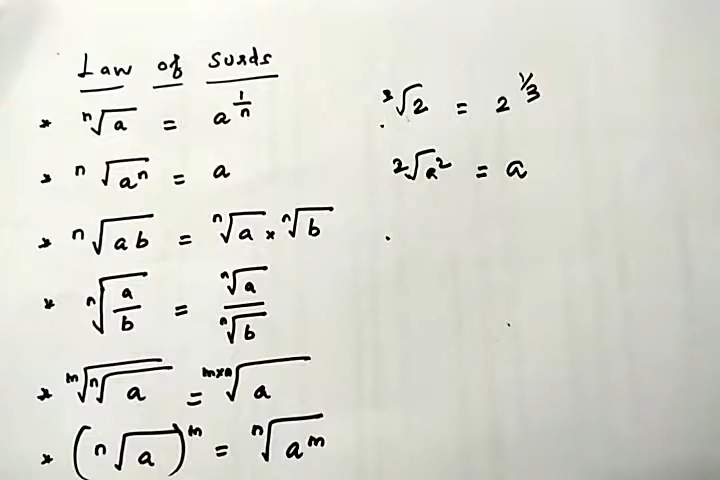 Law of Surds
* ⁿ√a = a^(1/n)
* ⁿ√(aⁿ) = a
* ⁿ√(ab) = ⁿ√a × ⁿ√b
* ⁿ√(a/b) = ⁿ√a / ⁿ√b
* ᵐ√(ⁿ√a) = ᵐˣⁿ√a
* (ⁿ√a)ᵐ = ⁿ√(aᵐ)
³√2 = 2^(1/3)
²√(a²) = a